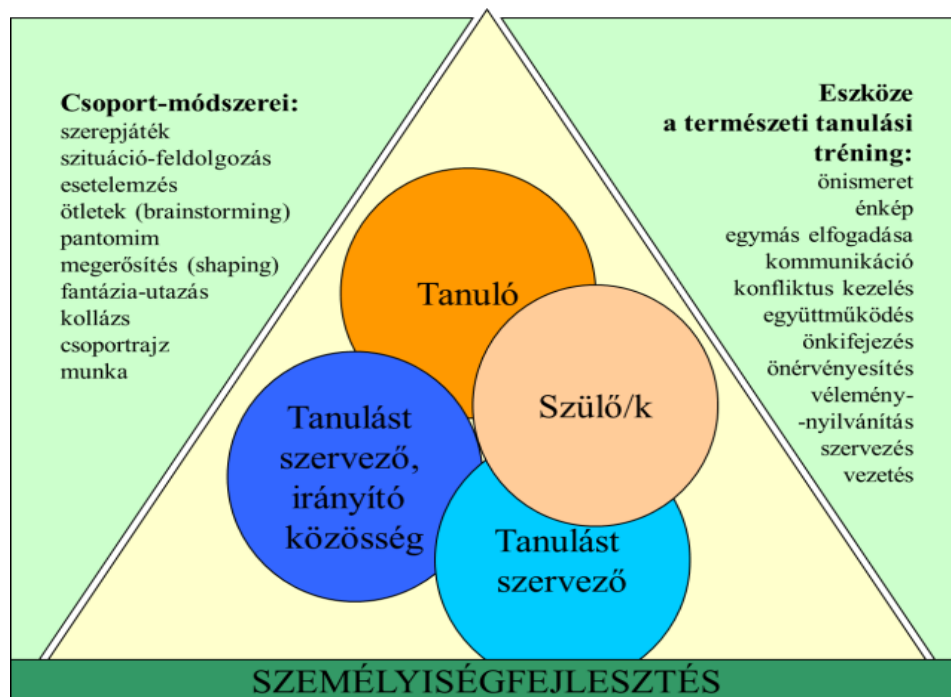 Csoport-módszerei:
szerepjáték
szituáció-feldolgozás
esetelemzés
ötletek (brainstorming)
pantomim
megerősítés (shaping)
fantázia-utazás
kollázs
csoportrajz
munka
Eszköze
a természeti tanulási
tréning:
önismeret
énkép
egymás elfogadása
kommunikáció
konfliktus kezelés
együttműködés
önkifejezés
önérvényesítés
vélemény-
-nyilvánítás
szervezés
vezetés
Tanuló
Szülő/k
Tanulást
szervező,
irányító
közösség
Tanulást
szervező
SZEMÉLYISÉGFEJLESZTÉS